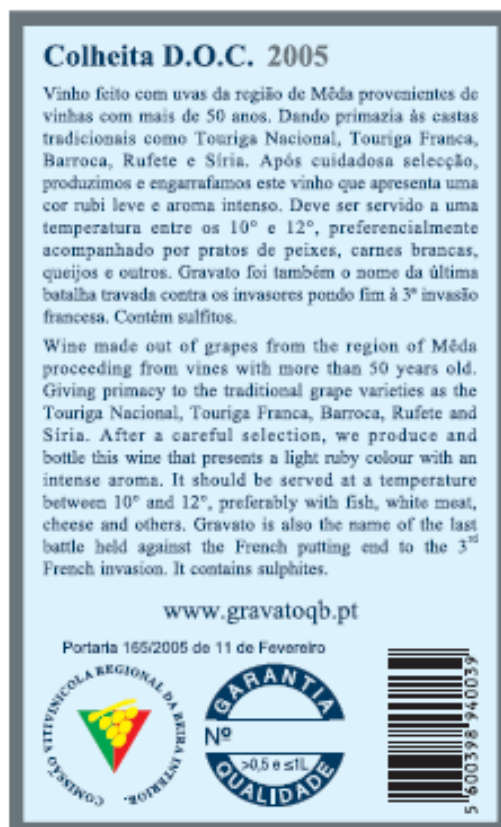 Colheita D.O.C. 2005
Vinho feito com uvas da região de Mêda provenientes de
vinhas com mais de 50 anos. Dando primazia às castas
tradicionais como Touriga Nacional, Touriga Franca,
Barroca, Rufete e Síria. Após cuidadosa selecção,
produzimos e engarrafamos este vinho que apresenta uma
cor rubi leve e aroma intenso. Deve ser servido a uma
temperatura entre os 10° e 12°, preferencialmente
acompanhado por pratos de peixes, carnes brancas,
queijos e outros. Gravato foi também o nome da última
batalha travada contra os invasores pondo fim à 3ª invasão
francesa. Contém sulfitos.
Wine made out of grapes from the region of Mêda
proceeding from vines with more than 50 years old.
Giving primacy to the traditional grape varieties as the
Touriga Nacional, Touriga Franca, Barroca, Rufete and
Síria. After a careful selection, we produce and
bottle this wine that presents a light ruby colour with an
intense aroma. It should be served at a temperature
between 10° and 12°, preferably with fish, white meat,
cheese and others. Gravato is also the name of the last
battle held against the French putting end to the 3rd
French invasion. It contains sulphites.
www.gravatoqb.pt
Portaria 165/2005 de 11 de Fevereiro
COMISSÃO VITIVINICOLA REGIONAL DA BEIRA INTERIOR.
GARANTIA
Nº
>0,5 e ≤1L
QUALIDADE
5 600398 940039